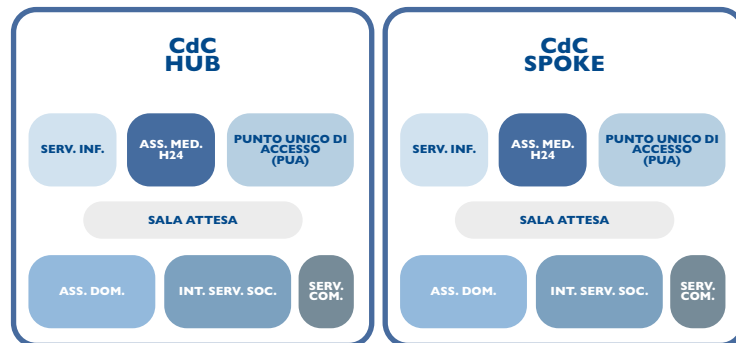 CdC
HUB
SERV. INF.
ASS. MED.
H24
PUNTO UNICO DI
ACCESSO
(PUA)
SALA ATTESA
ASS. DOM.
INT. SERV. SOC.
SERV.
COM.
CdC
SPOKE
SERV. INF.
ASS. MED.
H24
PUNTO UNICO DI
ACCESSO
(PUA)
SALA ATTESA
ASS. DOM.
INT. SERV. SOC.
SERV.
COM.